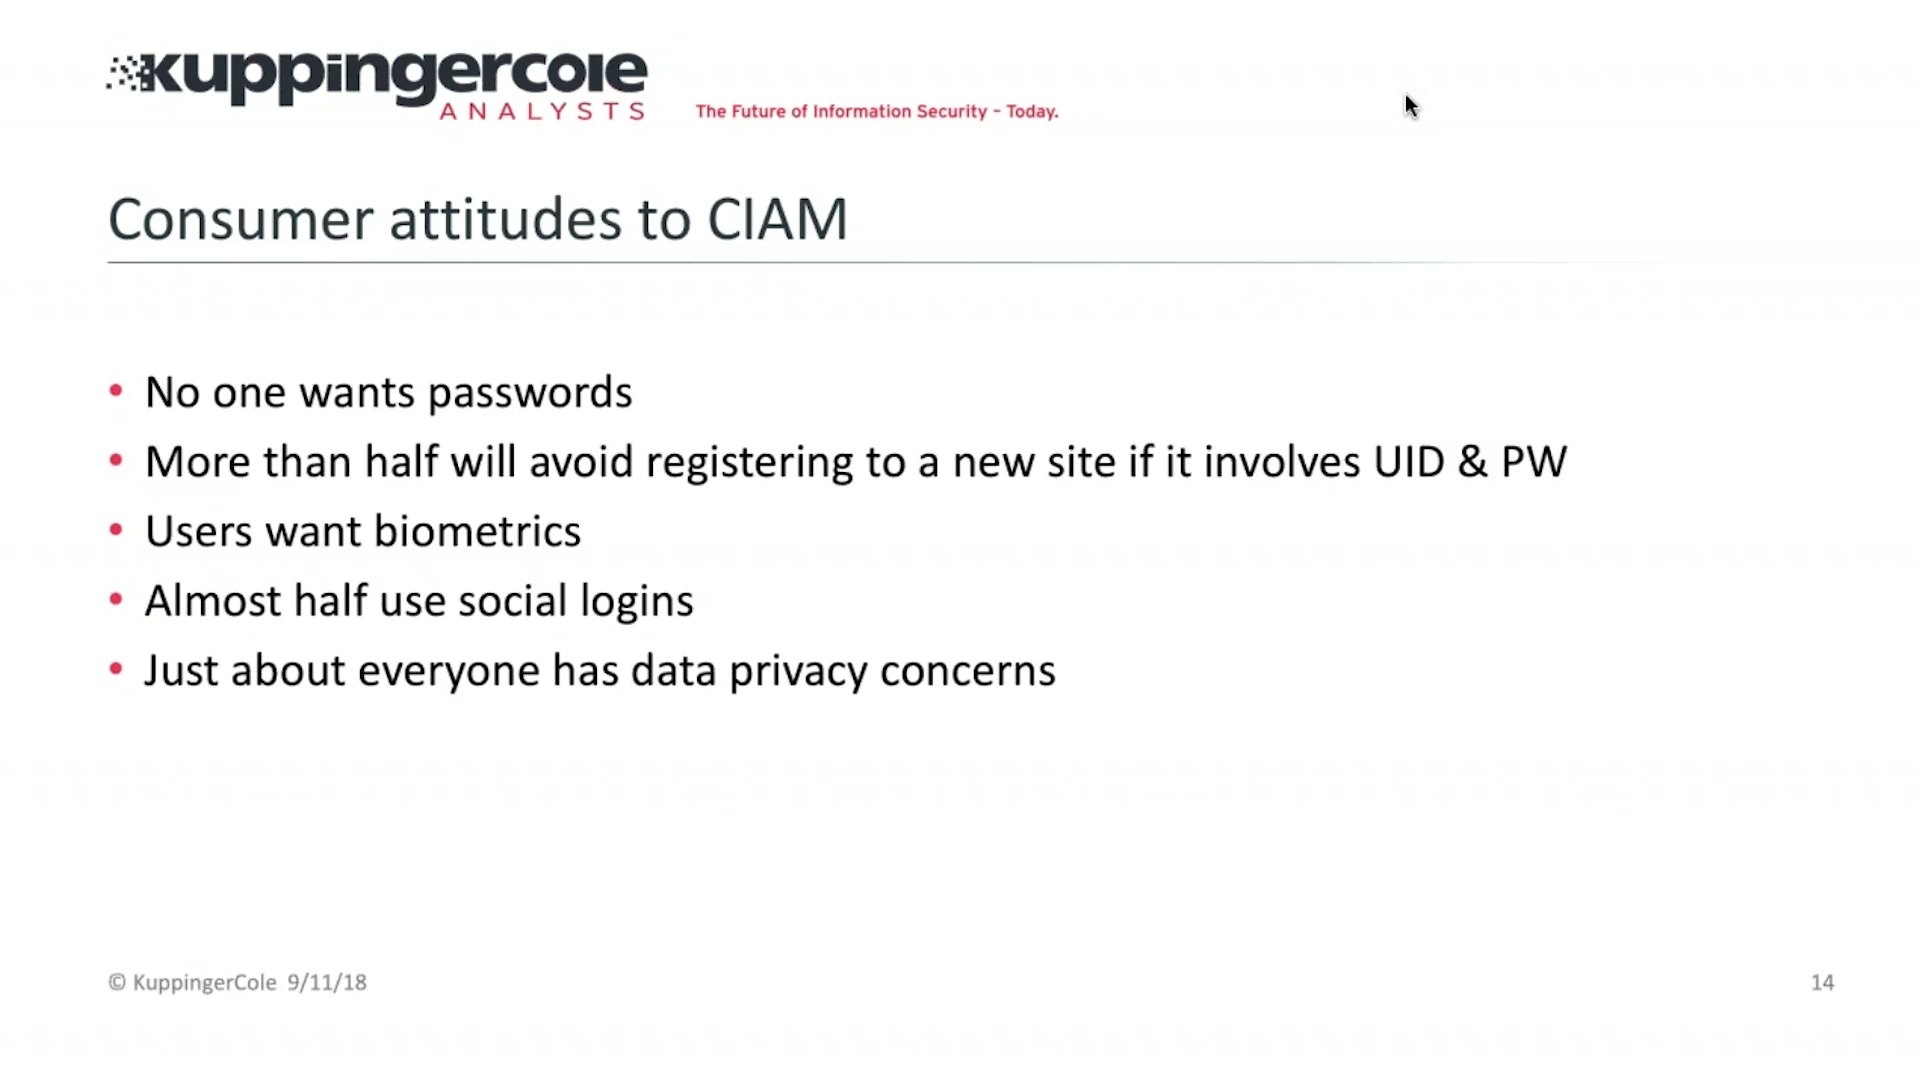 kuppingercole
ANALYSTS
The Future of Information Security – Today.
Consumer attitudes to CIAM
• No one wants passwords
• More than half will avoid registering to a new site if it involves UID & PW
• Users want biometrics
• Almost half use social logins
• Just about everyone has data privacy concerns
© KuppingerCole 9/11/18
14